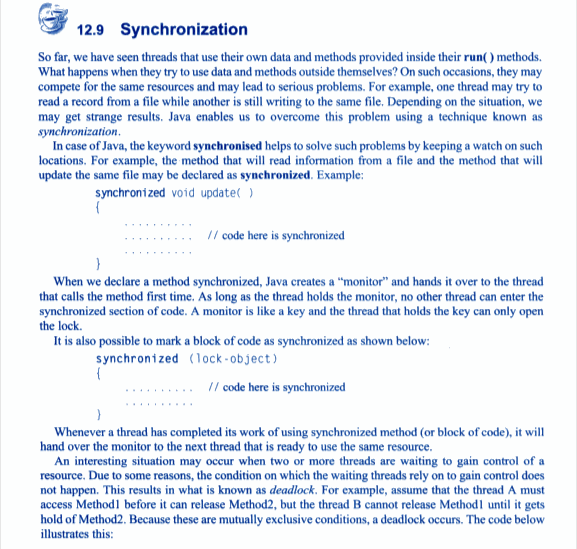 12.9 Synchronization
So far, we have seen threads that use their own data and methods provided inside their run( ) methods.
What happens when they try to use data and methods outside themselves? On such occasions, they may
compete for the same resources and may lead to serious problems. For example, one thread may try to
read a record from a file while another is still writing to the same file. Depending on the situation, we
may get strange results. Java enables us to overcome this problem using a technique known as
synchronization.
In case of Java, the keyword synchronised helps to solve such problems by keeping a watch on such
locations. For example, the method that will read information from a file and the method that will
update the same file may be declared as synchronized. Example:
synchronized void update( )
{
. . . . . . . . . .
. . . . . . . . . . // code here is synchronized
. . . . . . . . . .
}
When we declare a method synchronized, Java creates a "monitor" and hands it over to the thread
that calls the method first time. As long as the thread holds the monitor, no other thread can enter the
synchronized section of code. A monitor is like a key and the thread that holds the key can only open
the lock.
It is also possible to mark a block of code as synchronized as shown below:
synchronized (lock-object)
{
. . . . . . . . . . // code here is synchronized
. . . . . . . . . .
}
Whenever a thread has completed its work of using synchronized method (or block of code), it will
hand over the monitor to the next thread that is ready to use the same resource.
An interesting situation may occur when two or more threads are waiting to gain control of a
resource. Due to some reasons, the condition on which the waiting threads rely on to gain control does
not happen. This results in what is known as deadlock. For example, assume that the thread A must
access Method1 before it can release Method2, but the thread B cannot release Method1 until it gets
hold of Method2. Because these are mutually exclusive conditions, a deadlock occurs. The code below
illustrates this: